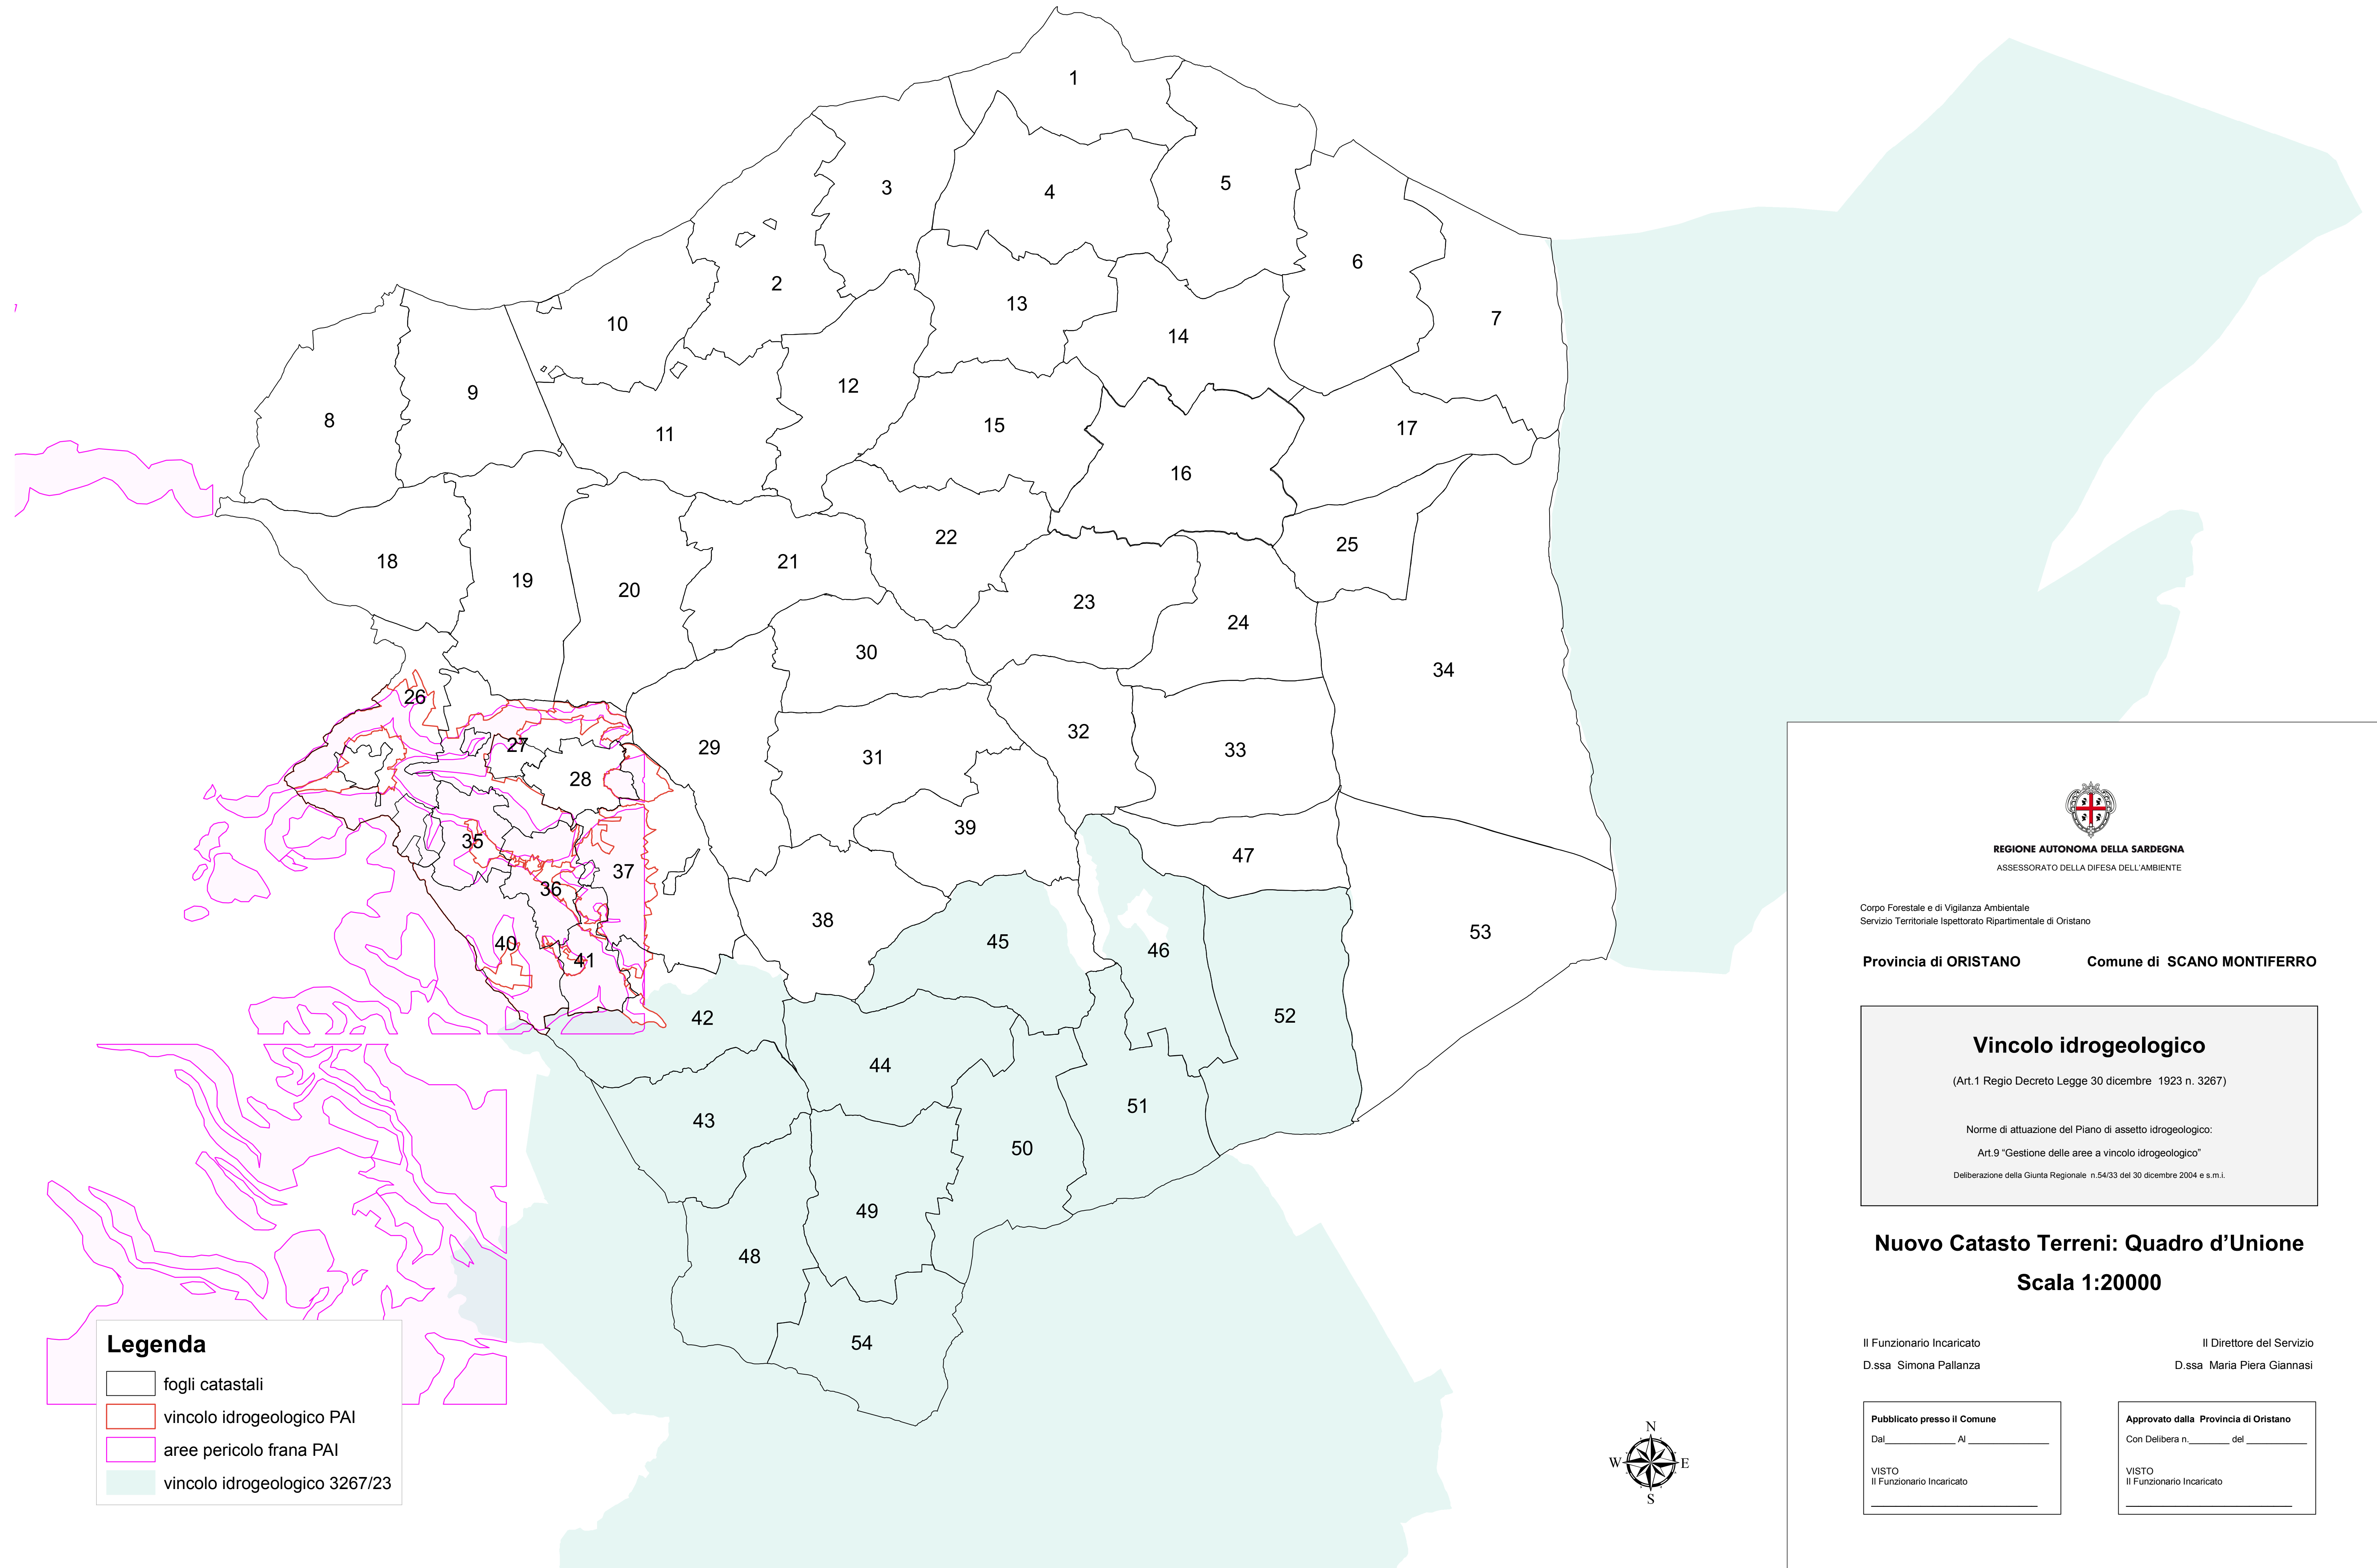 1
3
4
5
2
6
13
10
7
14
12
9
8
15
17
11
16
22
25
18
21
19
20
23
24
30
34
26
32
27
29
33
31
28
39
35
47
37
36
38
53
45
40
46
41
42
52
44
51
43
50
49
48
54
N
W
E
S
Legenda
fogli catastali
vincolo idrogeologico PAI
aree pericolo frana PAI
vincolo idrogeologico 3267/23
REGIONE AUTONOMA DELLA SARDEGNA
ASSESSORATO DELLA DIFESA DELL'AMBIENTE
Corpo Forestale e di Vigilanza Ambientale
Servizio Territoriale Ispettorato Ripartimentale di Oristano
Provincia di ORISTANO Comune di SCANO MONTIFERRO
Vincolo idrogeologico
(Art.1 Regio Decreto Legge 30 dicembre 1923 n. 3267)
Norme di attuazione del Piano di assetto idrogeologico:
Art.9 "Gestione delle aree a vincolo idrogeologico"
Deliberazione della Giunta Regionale n.54/33 del 30 dicembre 2004 e s.m.i.
Nuovo Catasto Terreni: Quadro d'Unione
Scala 1:20000
Il Funzionario Incaricato
D.ssa Simona Pallanza
Il Direttore del Servizio
D.ssa Maria Piera Giannasi
Pubblicato presso il Comune
Dal______________ Al ________________
VISTO
Il Funzionario Incaricato
Approvato dalla Provincia di Oristano
Con Delibera n.________ del ____________
VISTO
Il Funzionario Incaricato